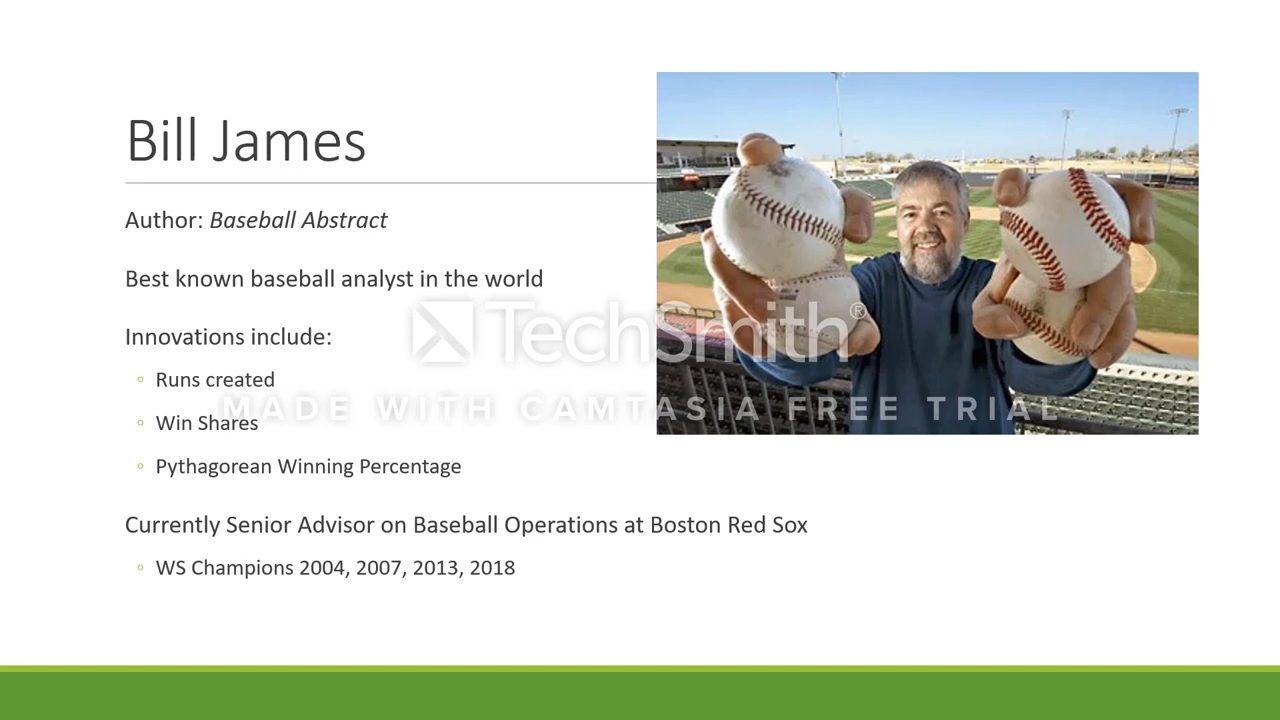 Bill James
Author: Baseball Abstract
Best known baseball analyst in the world
Innovations include:
Runs created
Win Shares
Pythagorean Winning Percentage
Currently Senior Advisor on Baseball Operations at Boston Red Sox
WS Champions 2004, 2007, 2013, 2018
TechSmith®
MADE WITH CAMTASIA FREE TRIAL